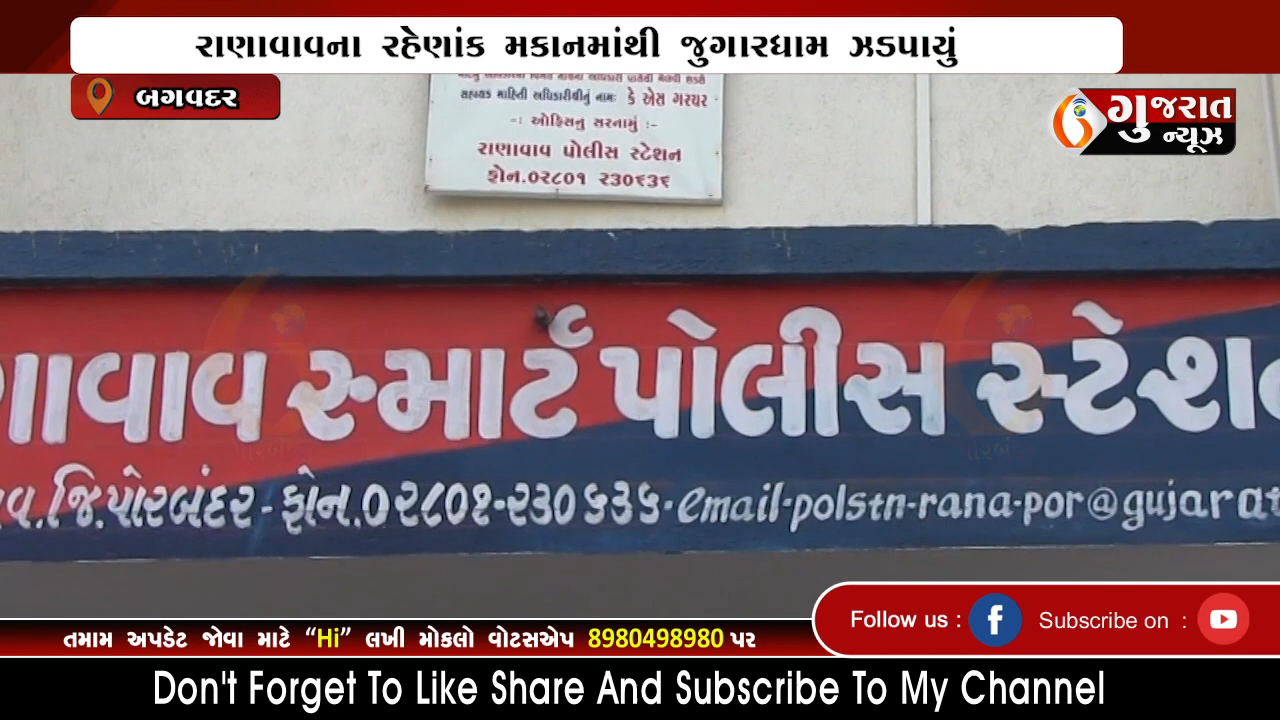 રાણાવાવના રહેણાંક મકાનમાંથી જુગારધામ ઝડપાયું
બગવદર
ગુજરાત
ન્યૂઝ
સહાયક માહિતી અધિકારીશ્રીનું નામ: કે એસ ગરચર
-: ઓફિસનુ સરનામું :-
રાણાવાવ પોલીસ સ્ટેશન
ફોન.૦૨૮૦૧ ૨૩૦૬૩૬
ણાવાવ સ્માર્ટ પોલીસ સ્ટેશન
વ.જિ.પોરબંદર - ફોન.૦૨૮૦૧-૨૩૦૬૩૬-email-polstn-rana-por@gujarat
Follow us :
Subscribe on :
તમામ અપડેટ જોવા માટે “Hi” લખી મોકલો વોટસએપ 8980498980 પર
Don't Forget To Like Share And Subscribe To My Channel